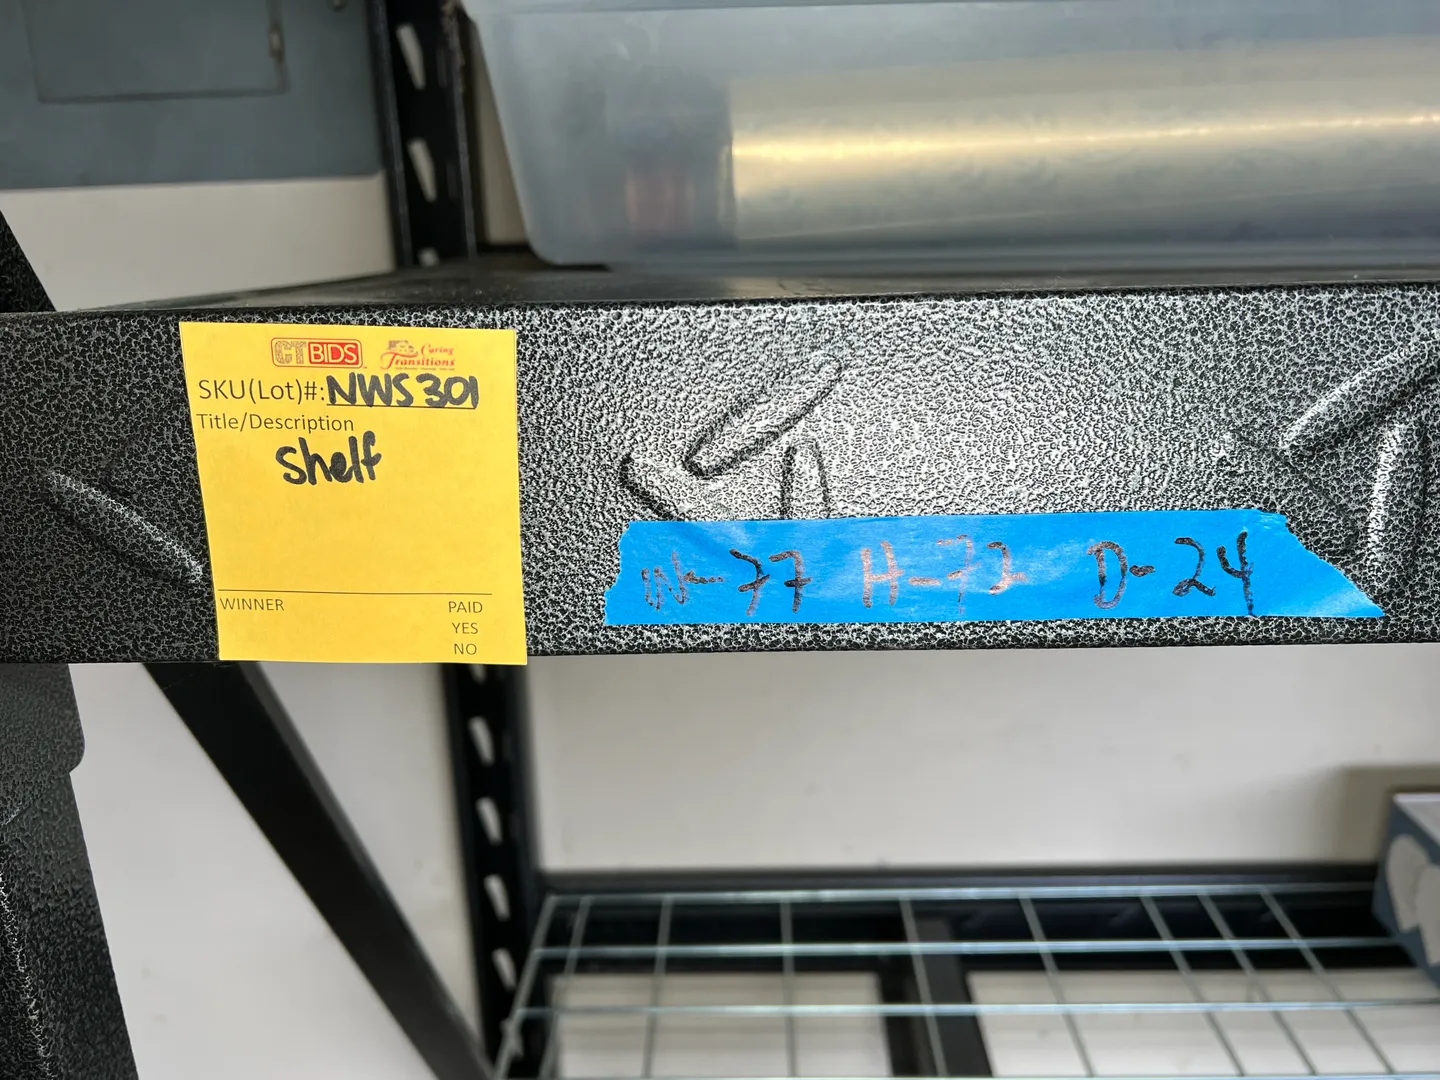 CTBIDS
Caring
Transitions
SKU(Lot)#: NWS301
Title/Description
shelf
WINNER
PAID
YES
NO
W-77 H-72 D-24